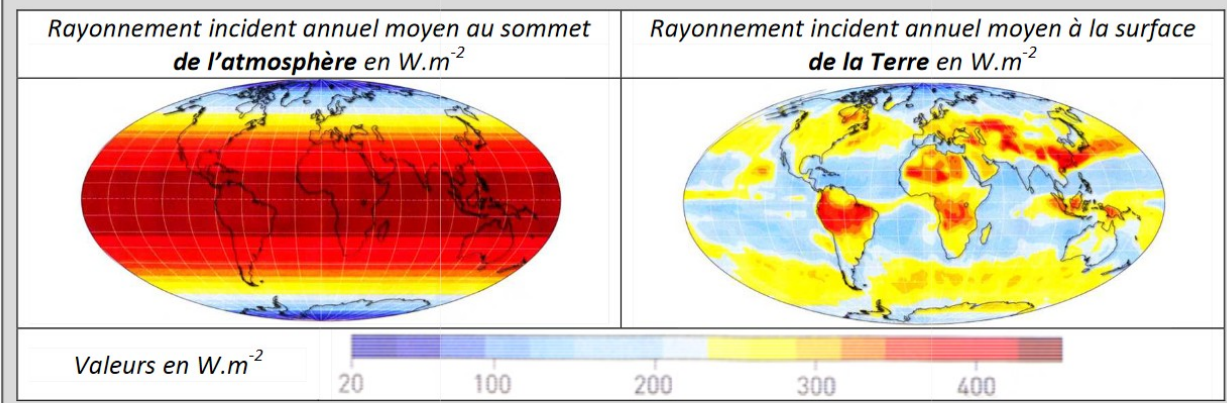 Rayonnement incident annuel moyen au sommet
de l’atmosphère en W.m-2
Rayonnement incident annuel moyen à la surface
de la Terre en W.m-2
Valeurs en W.m-2
20 100 200 300 400